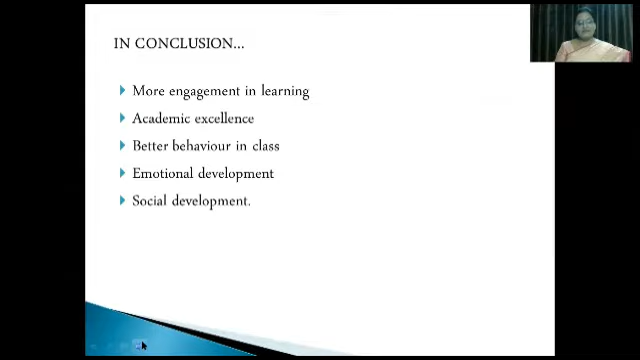 IN CONCLUSION...
More engagement in learning
Academic excellence
Better behaviour in class
Emotional development
Social development.